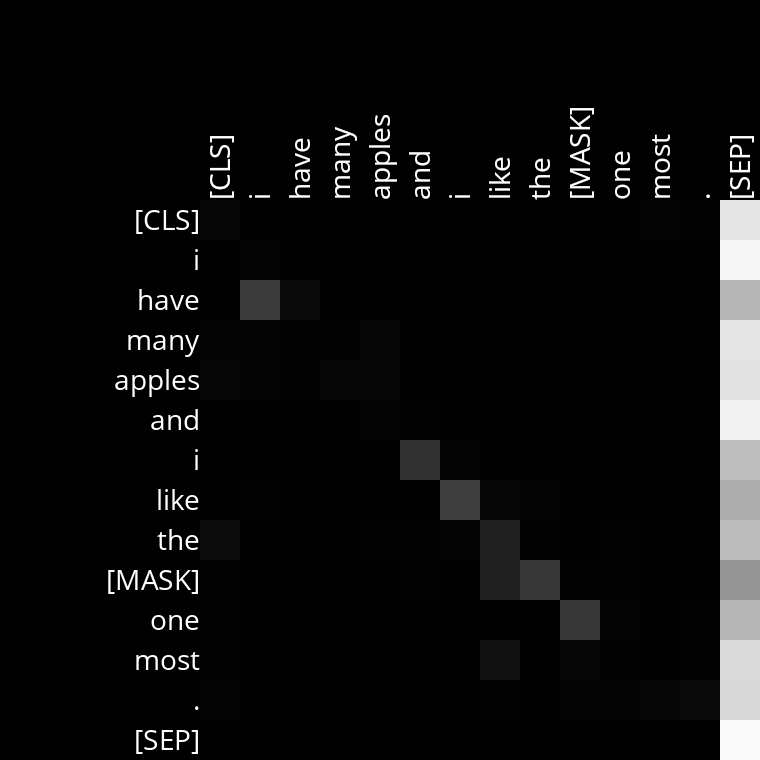 [CLS] i have many apples and i like the [MASK] one most . [SEP]
[CLS]
i
have
many
apples
and
i
like
the
[MASK]
one
most
.
[SEP]